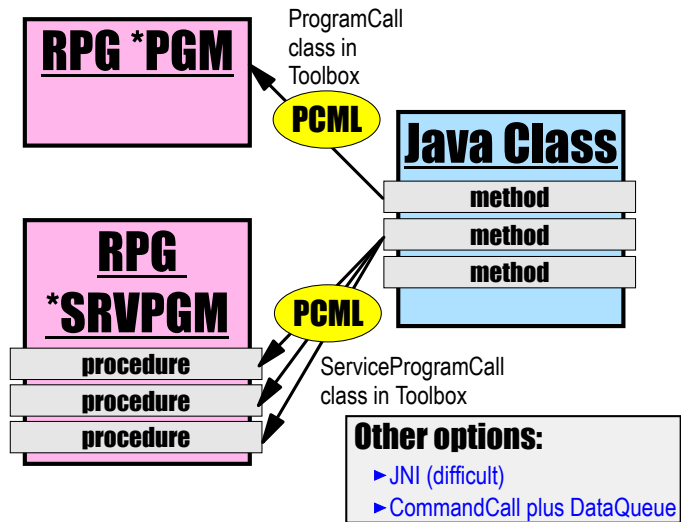 ProgramCall
class in
Toolbox
RPG *PGM
PCML
Java Class
method
method
method
RPG
*SRVPGM
PCML
procedure
procedure
procedure
ServiceProgramCall
class in Toolbox
Other options:
►JNI (difficult)
►CommandCall plus DataQueue